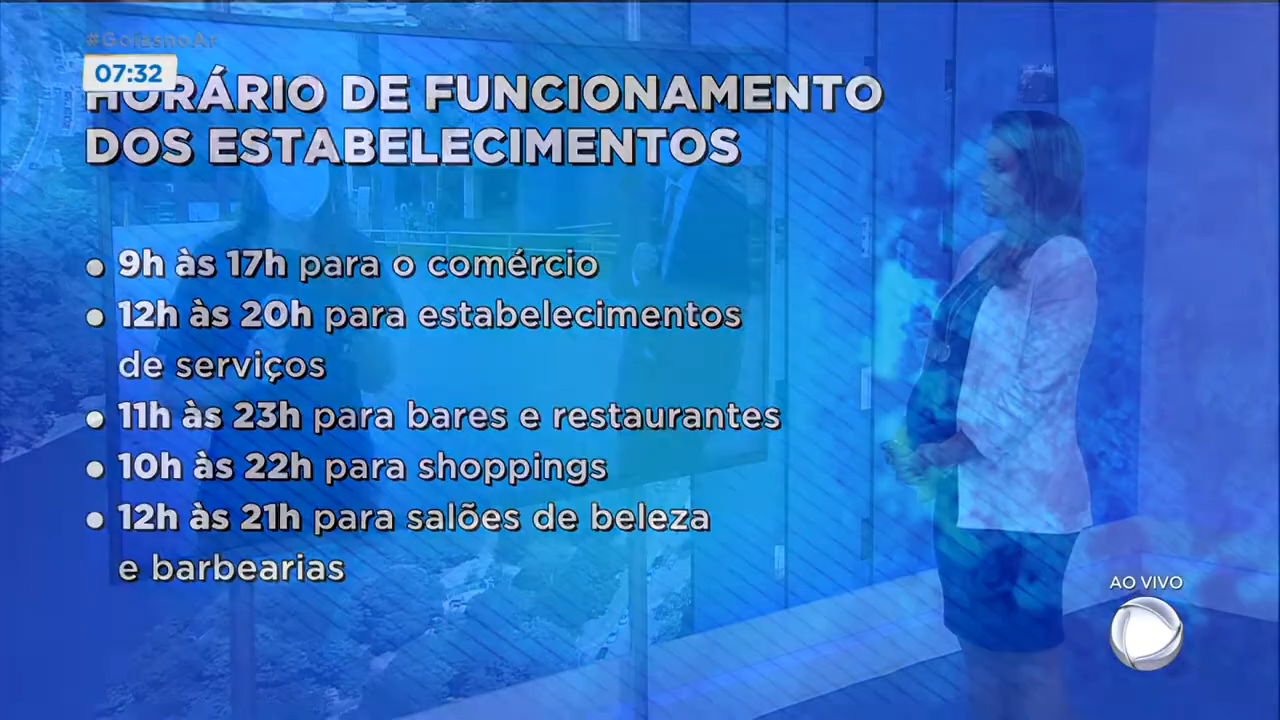 #GoiasnoAr
07:32
HORÁRIO DE FUNCIONAMENTO
DOS ESTABELECIMENTOS
• 9h às 17h para o comércio
• 12h às 20h para estabelecimentos
de serviços
• 11h às 23h para bares e restaurantes
• 10h às 22h para shoppings
• 12h às 21h para salões de beleza
e barbearias
AO VIVO